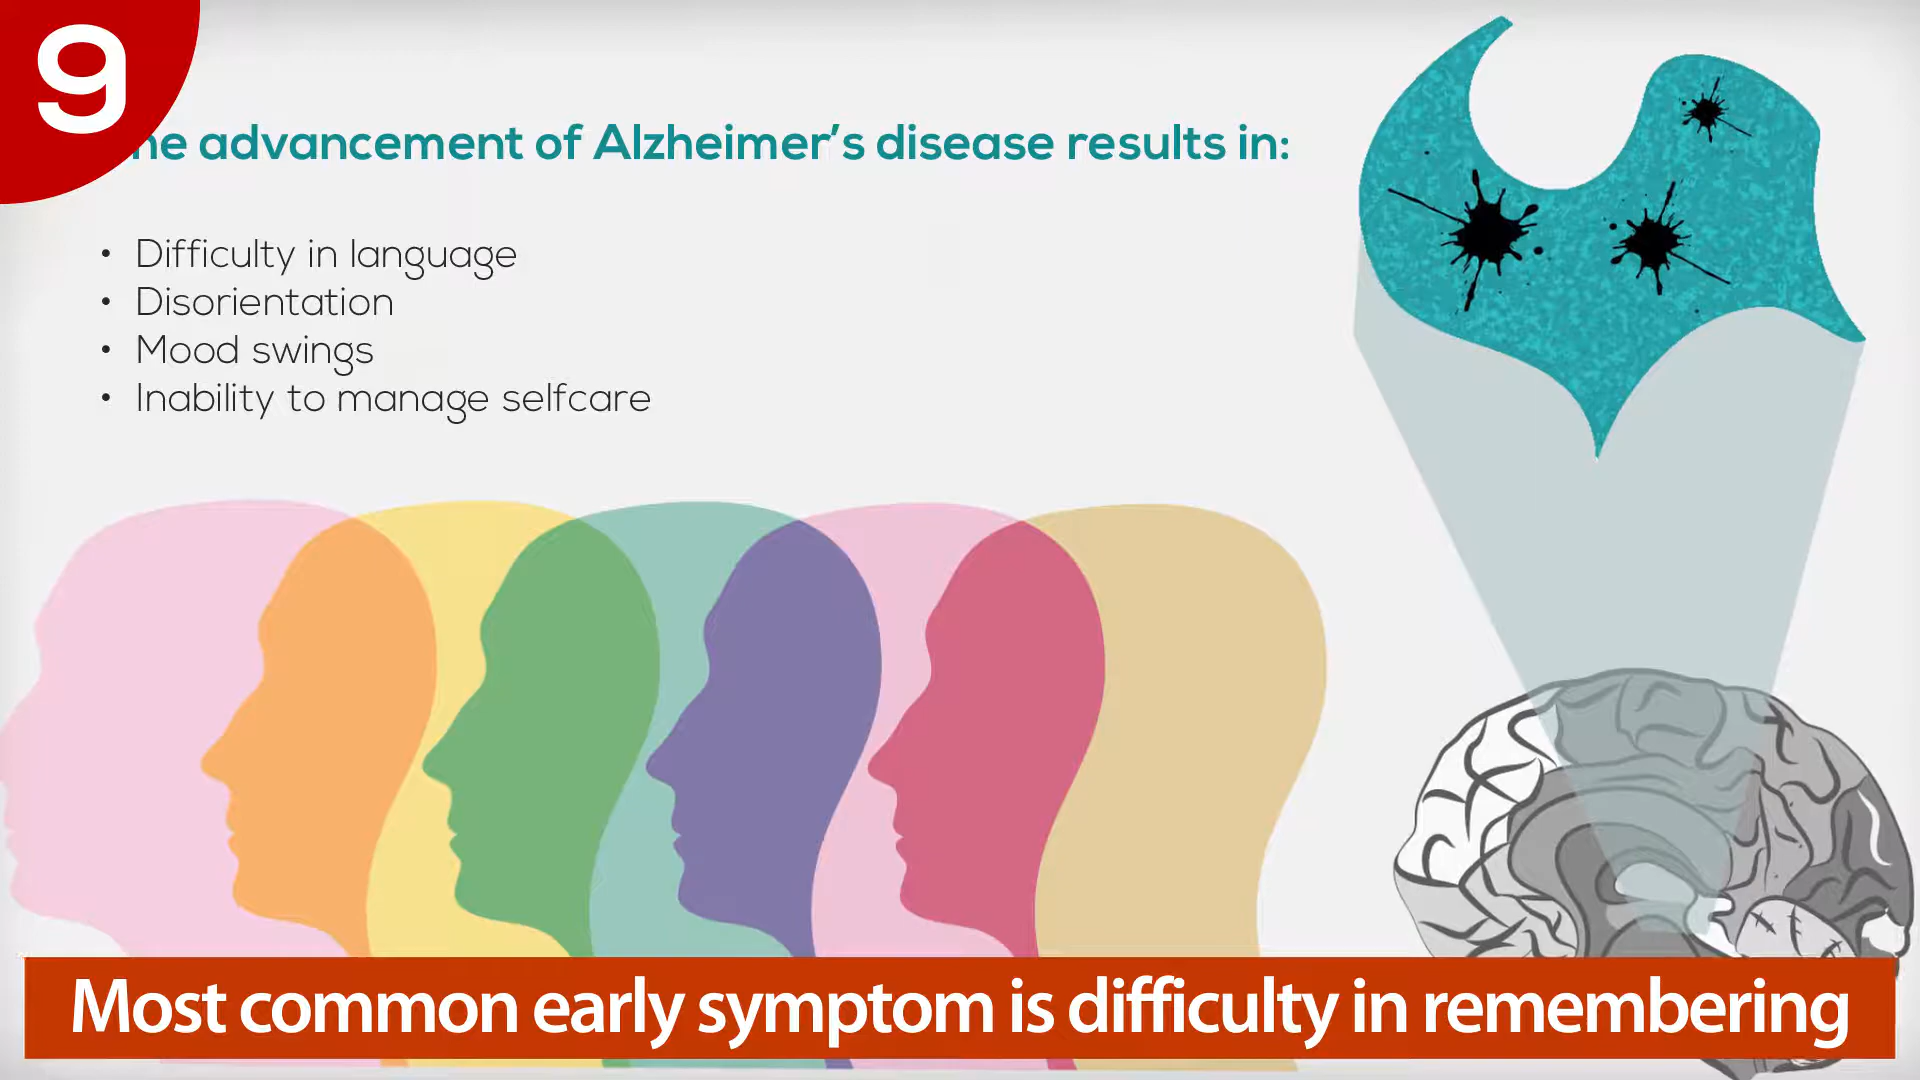 9
he advancement of Alzheimer's disease results in:
• Difficulty in language
• Disorientation
• Mood swings
• Inability to manage selfcare
Most common early symptom is difficulty in remembering